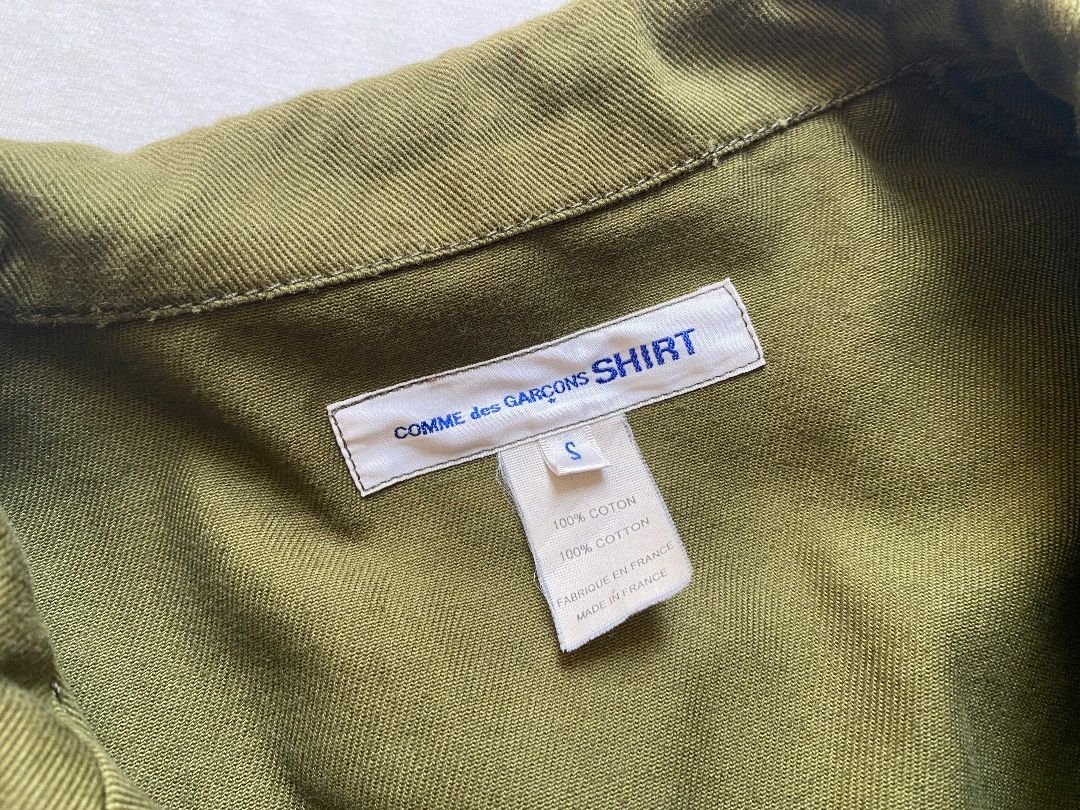 COMME des GARÇONS SHIRT
S
100% COTON
100% COTTON
FABRIQUE EN FRANCE
MADE IN FRANCE